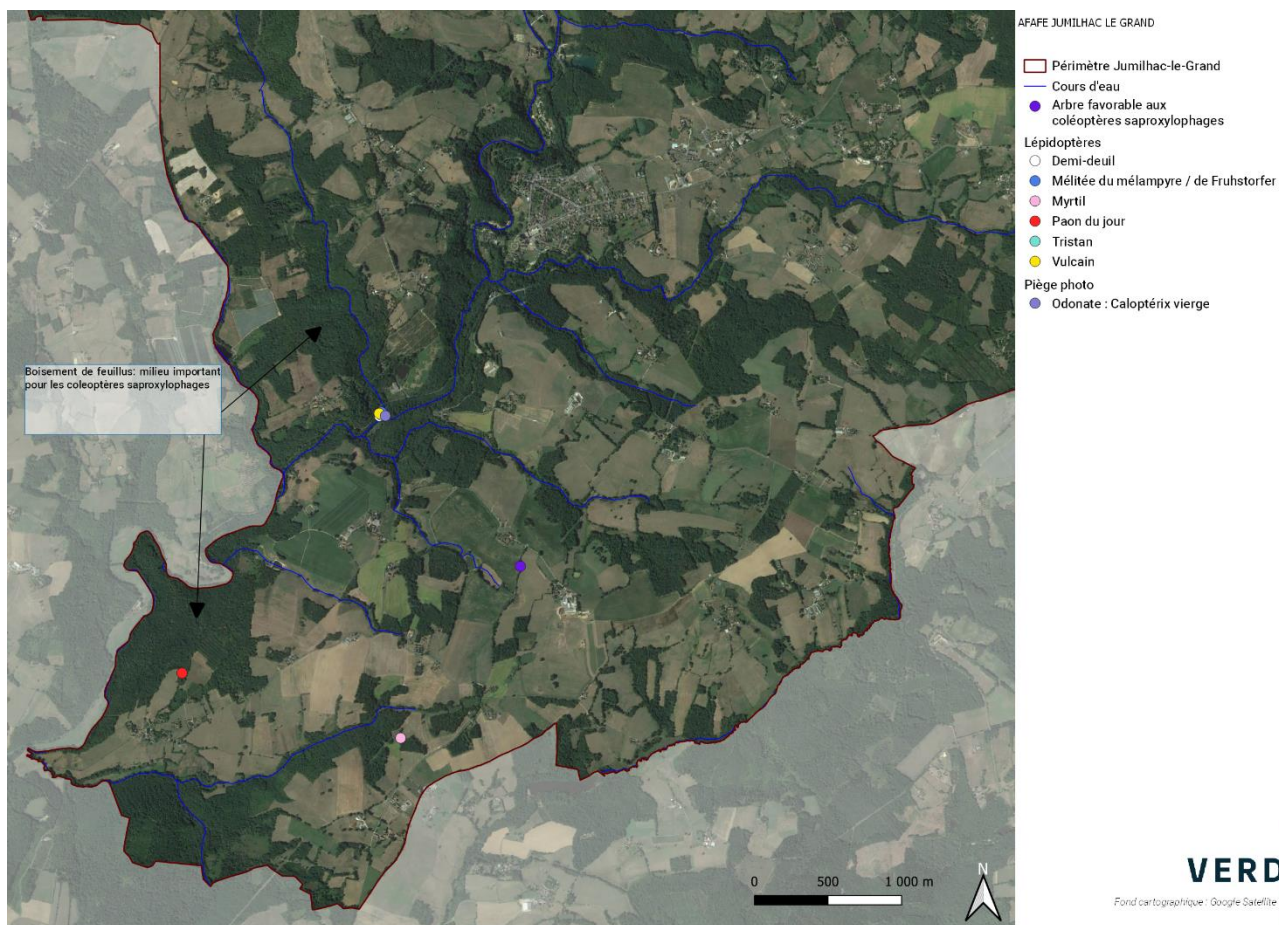 AFAFE JUMILHAC LE GRAND
Périmètre Jumilhac-le-Grand
Cours d'eau
Arbre favorable aux
coléoptères saproxylophages
Lépidoptères
Demi-deuil
Mélitée du mélampyre / de Fruhstorfer
Myrtil
Paon du jour
Tristan
Vulcain
Piège photo
Odonate : Caloptérix vierge
Boisement de feuillus: milieu important
pour les coleoptères saproxylophages
0 500 1 000 m
N
VERD
Fond cartographique : Google Satellite